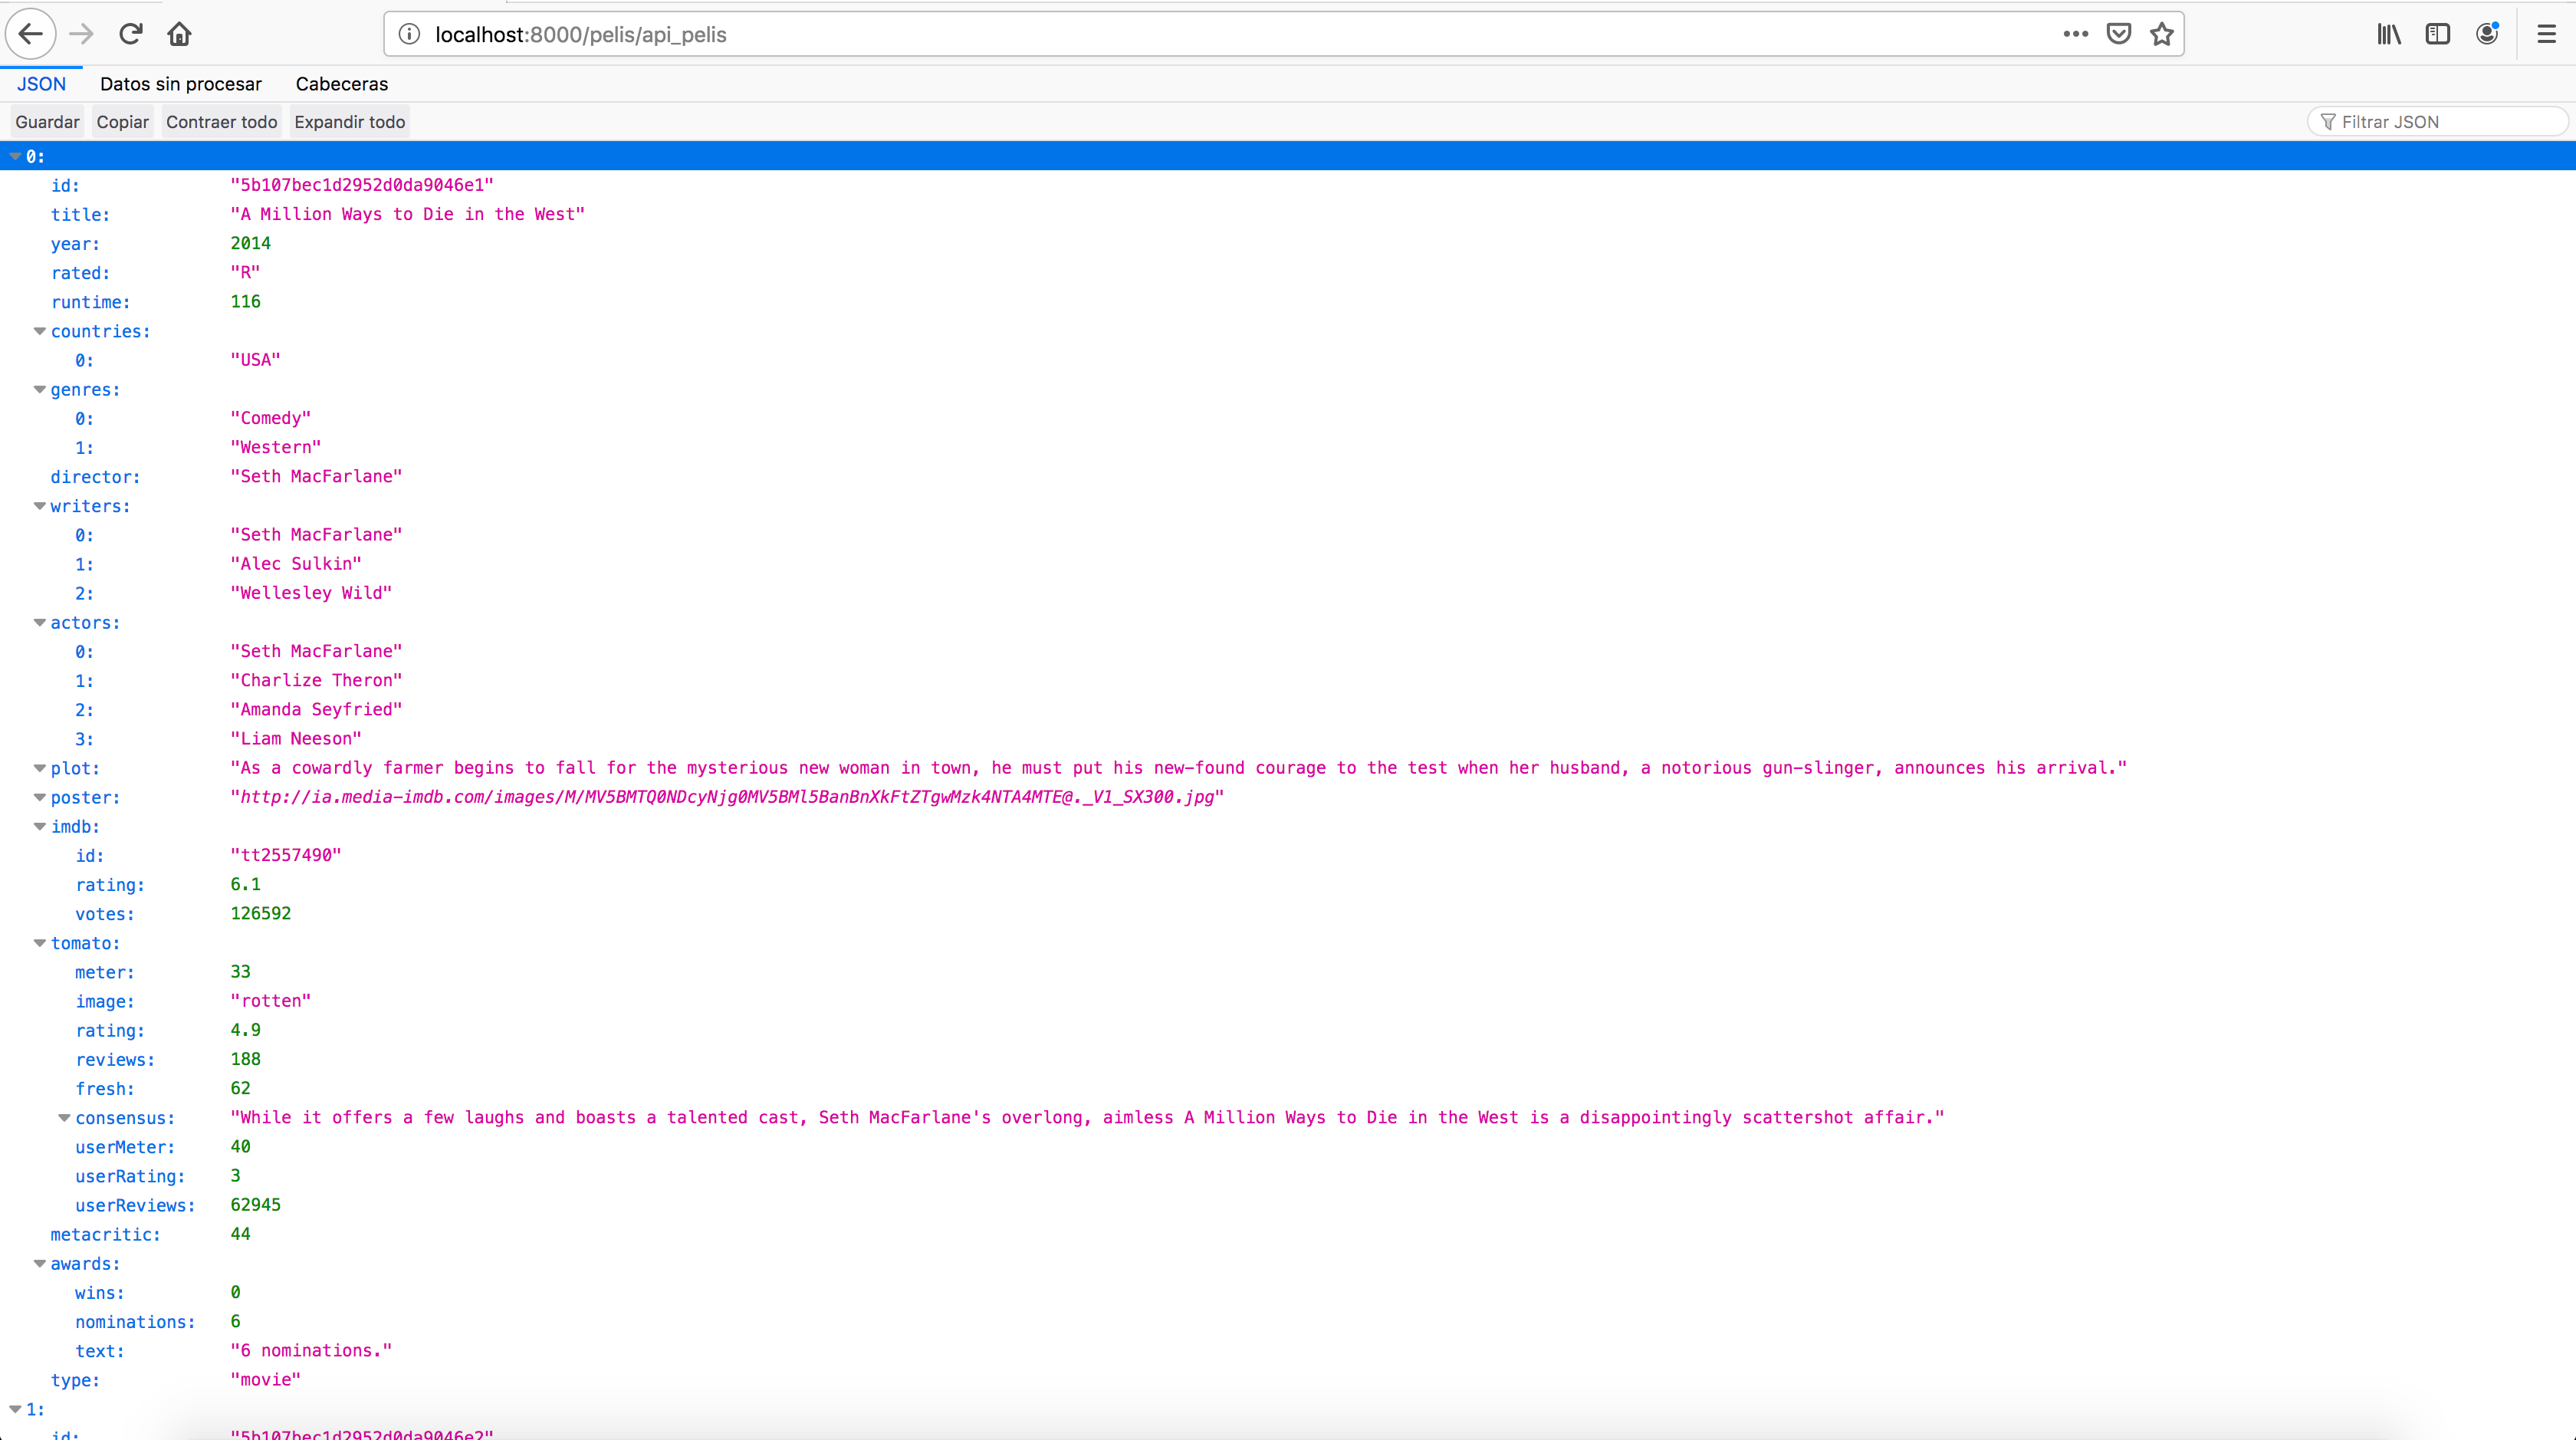 localhost:8000/pelis/api_pelis
JSON Datos sin procesar Cabeceras
Guardar Copiar Contraer todo Expandir todo Filtrar JSON
0:
id: "5b107bec1d2952d0da9046e1"
title: "A Million Ways to Die in the West"
year: 2014
rated: "R"
runtime: 116
countries:
0: "USA"
genres:
0: "Comedy"
1: "Western"
director: "Seth MacFarlane"
writers:
0: "Seth MacFarlane"
1: "Alec Sulkin"
2: "Wellesley Wild"
actors:
0: "Seth MacFarlane"
1: "Charlize Theron"
2: "Amanda Seyfried"
3: "Liam Neeson"
plot: "As a cowardly farmer begins to fall for the mysterious new woman in town, he must put his new-found courage to the test when her husband, a notorious gun-slinger, announces his arrival."
poster: "http://ia.media-imdb.com/images/M/MV5BMTQ0NDcyNjg0MV5BMl5BanBnXkFtZTgwMzk4NTA4MTE@._V1_SX300.jpg"
imdb:
id: "tt2557490"
rating: 6.1
votes: 126592
tomato:
meter: 33
image: "rotten"
rating: 4.9
reviews: 188
fresh: 62
consensus: "While it offers a few laughs and boasts a talented cast, Seth MacFarlane's overlong, aimless A Million Ways to Die in the West is a disappointingly scattershot affair."
userMeter: 40
userRating: 3
userReviews: 62945
metacritic: 44
awards:
wins: 0
nominations: 6
text: "6 nominations."
type: "movie"
1:
id: "5b107bec1d2952d0da9046e2"